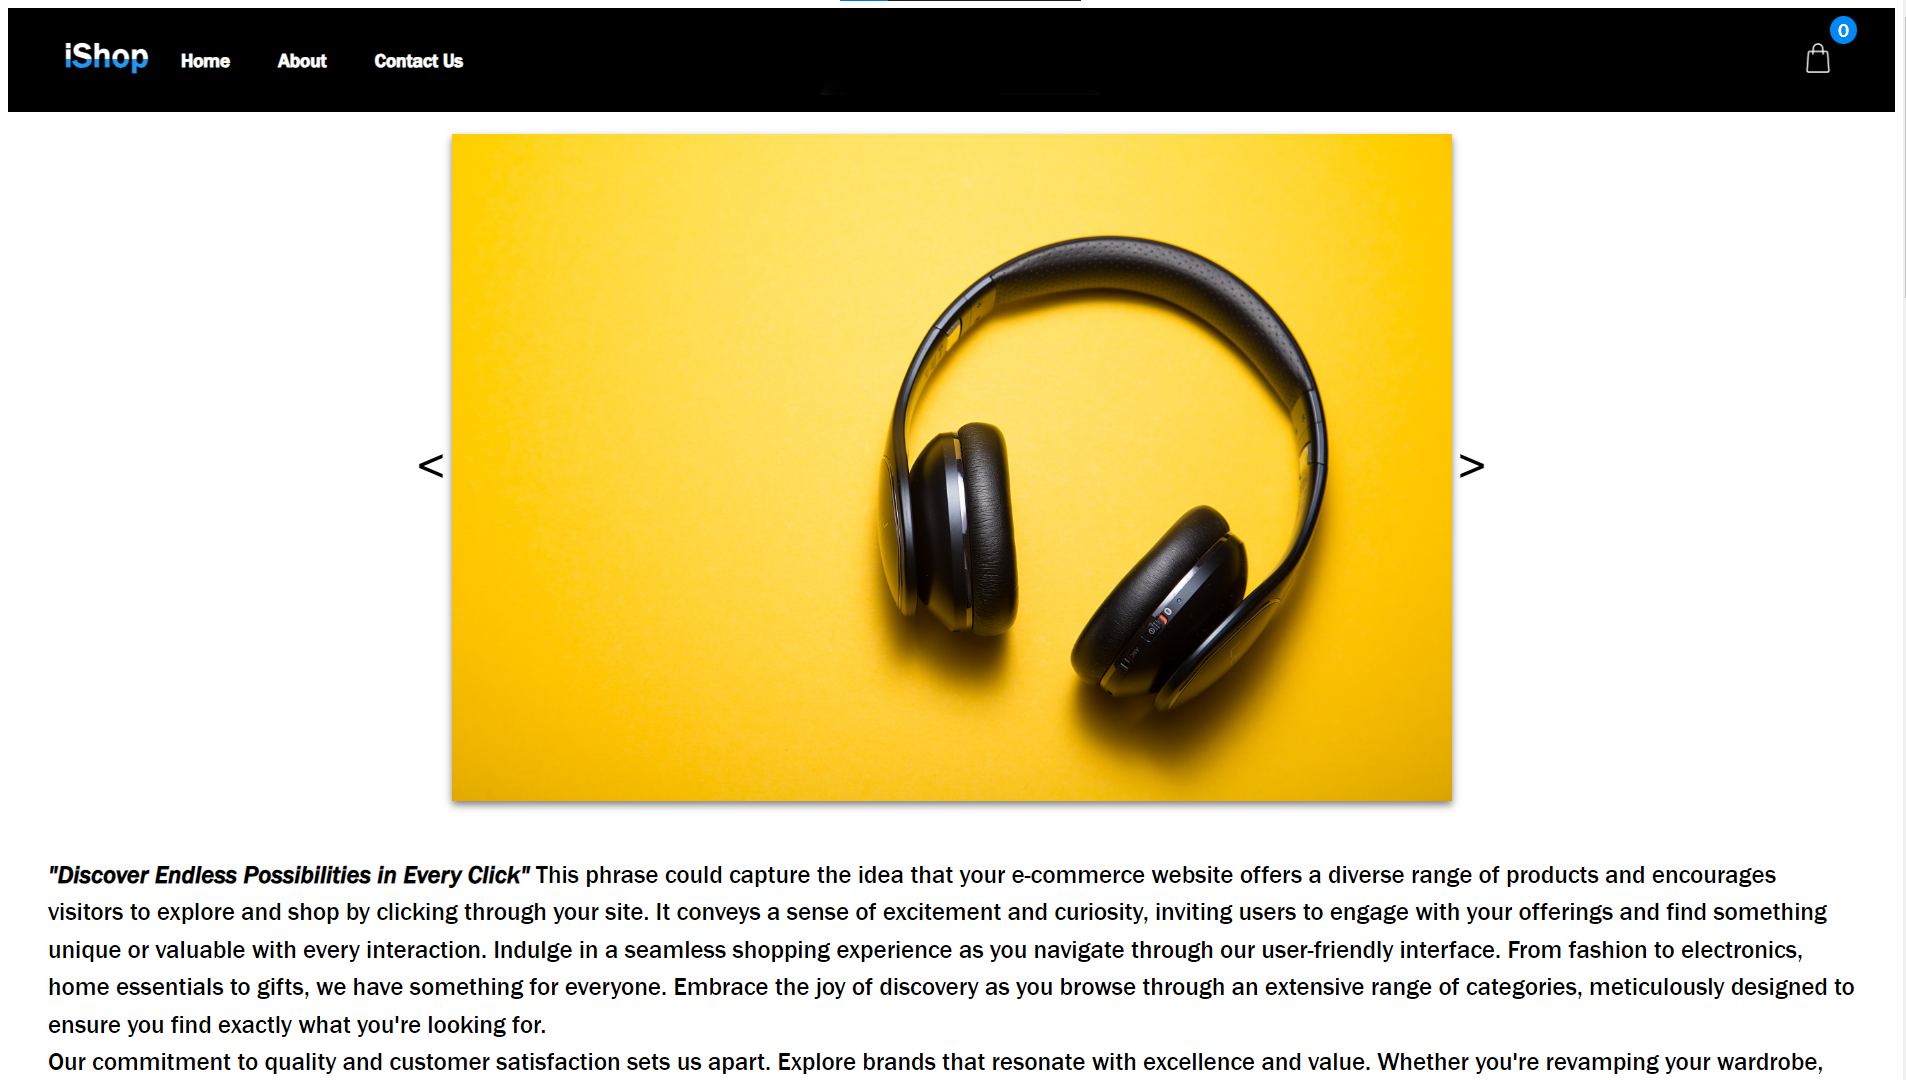 iShop Home About Contact Us 0
< >
"Discover Endless Possibilities in Every Click" This phrase could capture the idea that your e-commerce website offers a diverse range of products and encourages
visitors to explore and shop by clicking through your site. It conveys a sense of excitement and curiosity, inviting users to engage with your offerings and find something
unique or valuable with every interaction. Indulge in a seamless shopping experience as you navigate through our user-friendly interface. From fashion to electronics,
home essentials to gifts, we have something for everyone. Embrace the joy of discovery as you browse through an extensive range of categories, meticulously designed to
ensure you find exactly what you're looking for.
Our commitment to quality and customer satisfaction sets us apart. Explore brands that resonate with excellence and value. Whether you're revamping your wardrobe,